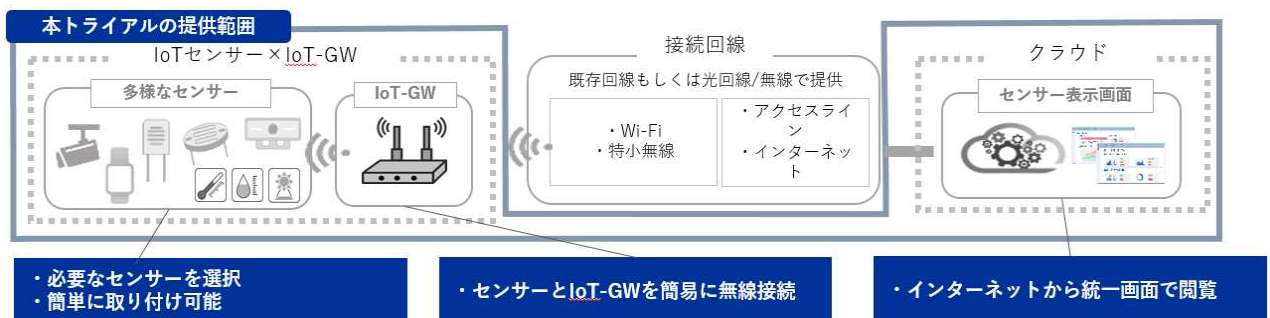 本トライアルの提供範囲
IoTセンサー×IoT-GW
多様なセンサー
IoT-GW
接続回線
既存回線もしくは光回線/無線で提供
・Wi-Fi
・特小無線
・アクセスライ
ン
・インターネッ
ト
クラウド
センサー表示画面
・必要なセンサーを選択
・簡単に取り付け可能
・センサーとIoT-GWを簡易に無線接続
・インターネットから統一画面で閲覧